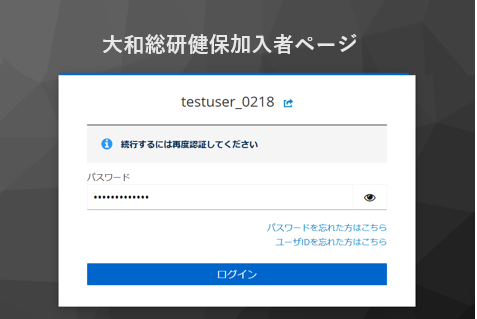 大和総研健保加入者ページ
testuser_0218
続行するには再度認証してください
パスワード
•••••••••••••
パスワードを忘れた方はこちら
ユーザIDを忘れた方はこちら
ログイン